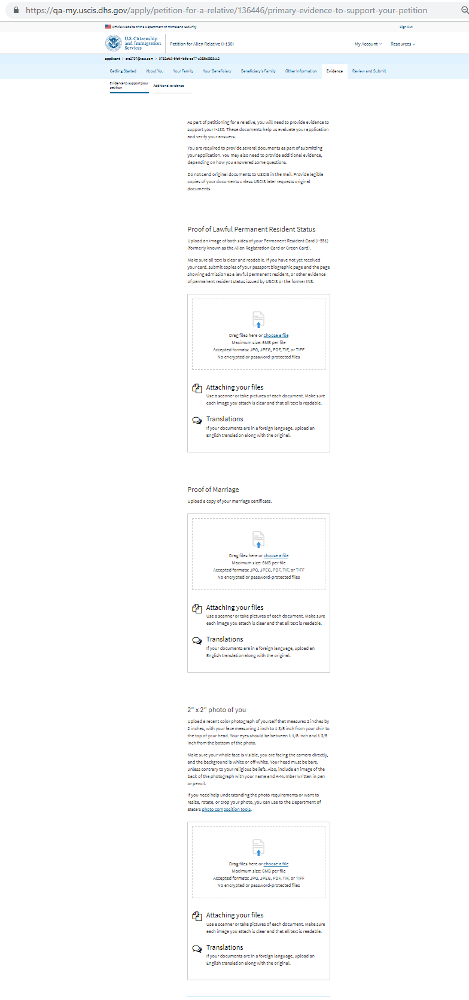 https://qa-my.uscis.dhs.gov/apply/petition-for-a-relative/136446/primary-evidence-to-support-your-petition
Official website of the Department of Homeland Security
Sign Out
U.S. Citizenship
and Immigration
Services
Petition for Alien Relative (I-130)
My Account
Resources
applicant >
Getting Started About You Your Family Your Beneficiary Beneficiary's Family Other Information Evidence Review and Submit
Evidence to support your
petition
Additional evidence
As part of petitioning for a relative, you will need to provide evidence to
support your I-130. These documents help us evaluate your application
and verify your answers.
You are required to provide several documents as part of submitting
your application. You may also need to provide additional evidence,
depending on how you answered some questions.
Do not send original documents to USCIS in the mail. Provide legible
copies of your documents unless USCIS later requests original
documents.
Proof of Lawful Permanent Resident Status
Upload an image of both sides of your Permanent Resident Card (I-551)
(formerly known as the Alien Registration Card or Green Card).
Make sure all text is clear and readable. If you have not yet received
your card, submit copies of your passport biographic page and the page
showing admission as a lawful permanent resident, or other evidence
of permanent resident status issued by USCIS or the former INS.
Drag files here or choose a file
Maximum size: 6MB per file
Accepted formats: JPG, JPEG, PDF, TIF, or TIFF
No encrypted or password-protected files
Attaching your files
Use a scanner or take pictures of each document. Make sure
each image you attach is clear and that all text is readable.
Translations
If your documents are in a foreign language, upload an
English translation along with the original.
Proof of Marriage
Upload a copy of your marriage certificate.
Drag files here or choose a file
Maximum size: 6MB per file
Accepted formats: JPG, JPEG, PDF, TIF, or TIFF
No encrypted or password-protected files
Attaching your files
Use a scanner or take pictures of each document. Make sure
each image you attach is clear and that all text is readable.
Translations
If your documents are in a foreign language, upload an
English translation along with the original.
2" x 2" photo of you
Upload a recent color photograph of yourself that measures 2 inches by
2 inches, with your face measuring 1 inch to 1 3/8 inch from your chin to
the top of your head. Your eyes should be between 1 1/8 inch and 1 3/8
inch from the bottom of the photo.
Make sure your whole face is visible, you are facing the camera directly,
and the background is white or off-white. Your head must be bare,
unless contrary to your religious beliefs. Also, include an image of the
back of the photograph with your name and A-Number written in pen
or pencil.
If you need help understanding the photo requirements or want to
resize, rotate, or crop your photo, you can use to the Department of
State's photo composition tools.
Drag files here or choose a file
Maximum size: 6MB per file
Accepted formats: JPG, JPEG, PDF, TIF, or TIFF
No encrypted or password-protected files
Attaching your files
Use a scanner or take pictures of each document. Make sure
each image you attach is clear and that all text is readable.
Translations
If your documents are in a foreign language, upload an
English translation along with the original.